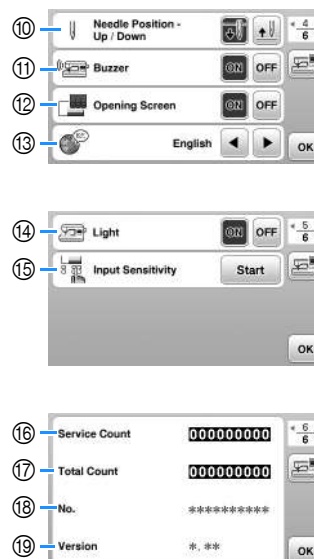 ⑩ Needle Position - Up / Down 4/6
⑪ Buzzer ON OFF
⑫ Opening Screen ON OFF
⑬ English ◀ ▶ OK
⑭ Light ON OFF 5/6
⑮ Input Sensitivity Start
OK
⑯ Service Count 000000000 6/6
⑰ Total Count 000000000
⑱ No. **********
⑲ Version *.** OK